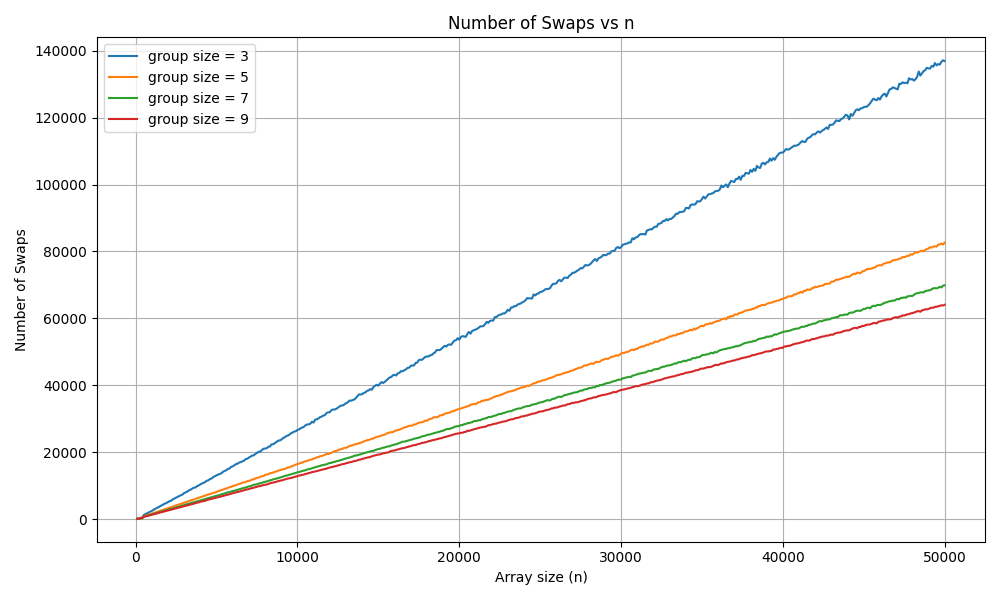 Number of Swaps vs n
group size = 3
group size = 5
group size = 7
group size = 9
140000
120000
100000
80000
60000
40000
20000
0
Number of Swaps
0 10000 20000 30000 40000 50000
Array size (n)